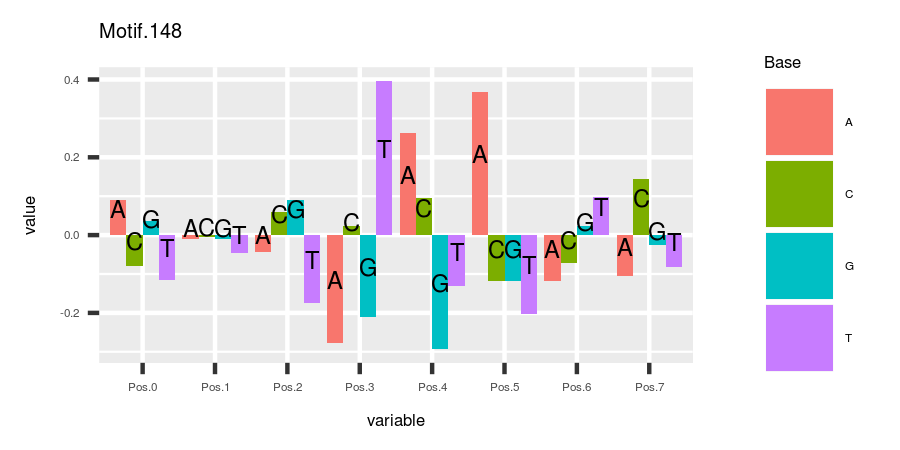 Motif.148
Base
0.4
0.2
0.0
-0.2
value
A C G T A C G T A C G T A C G T A C G T A C G T A C G T A C G T
Pos.0 Pos.1 Pos.2 Pos.3 Pos.4 Pos.5 Pos.6 Pos.7
variable
A
C
G
T